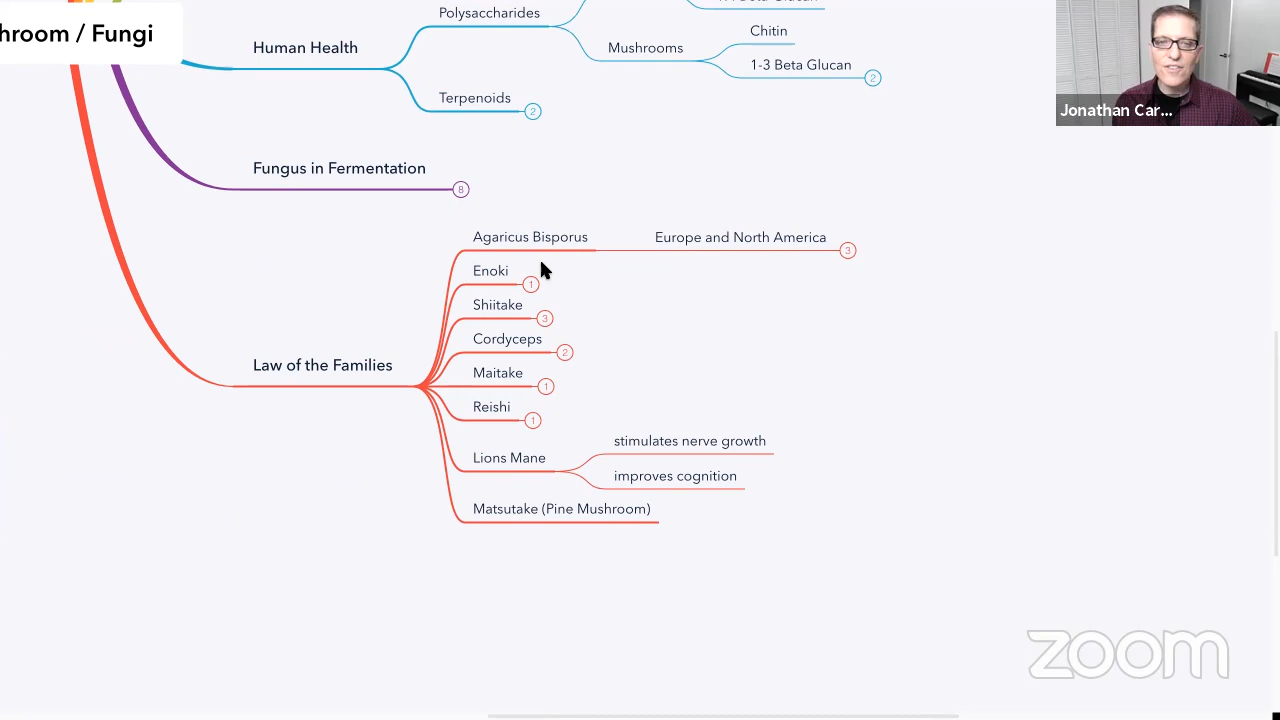 hroom / Fungi
Human Health
Polysaccharides
Mushrooms
Chitin
1-3 Beta Glucan
2
Terpenoids
2
Fungus in Fermentation
8
Law of the Families
Agaricus Bisporus
Europe and North America
3
Enoki
1
Shiitake
3
Cordyceps
2
Maitake
1
Reishi
1
Lions Mane
stimulates nerve growth
improves cognition
Matsutake (Pine Mushroom)
Jonathan Car...
zoom